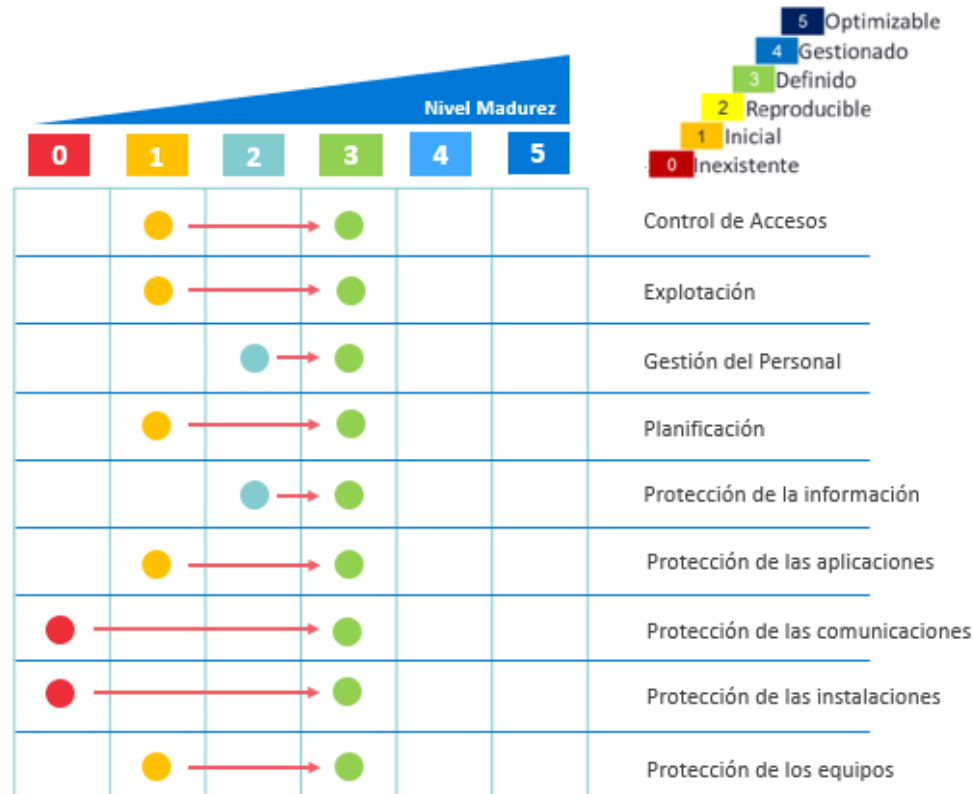 5 Optimizable
4 Gestionado
3 Definido
2 Reproducible
1 Inicial
0 Inexistente
Nivel Madurez
0 1 2 3 4 5
Control de Accesos
Explotación
Gestión del Personal
Planificación
Protección de la información
Protección de las aplicaciones
Protección de las comunicaciones
Protección de las instalaciones
Protección de los equipos